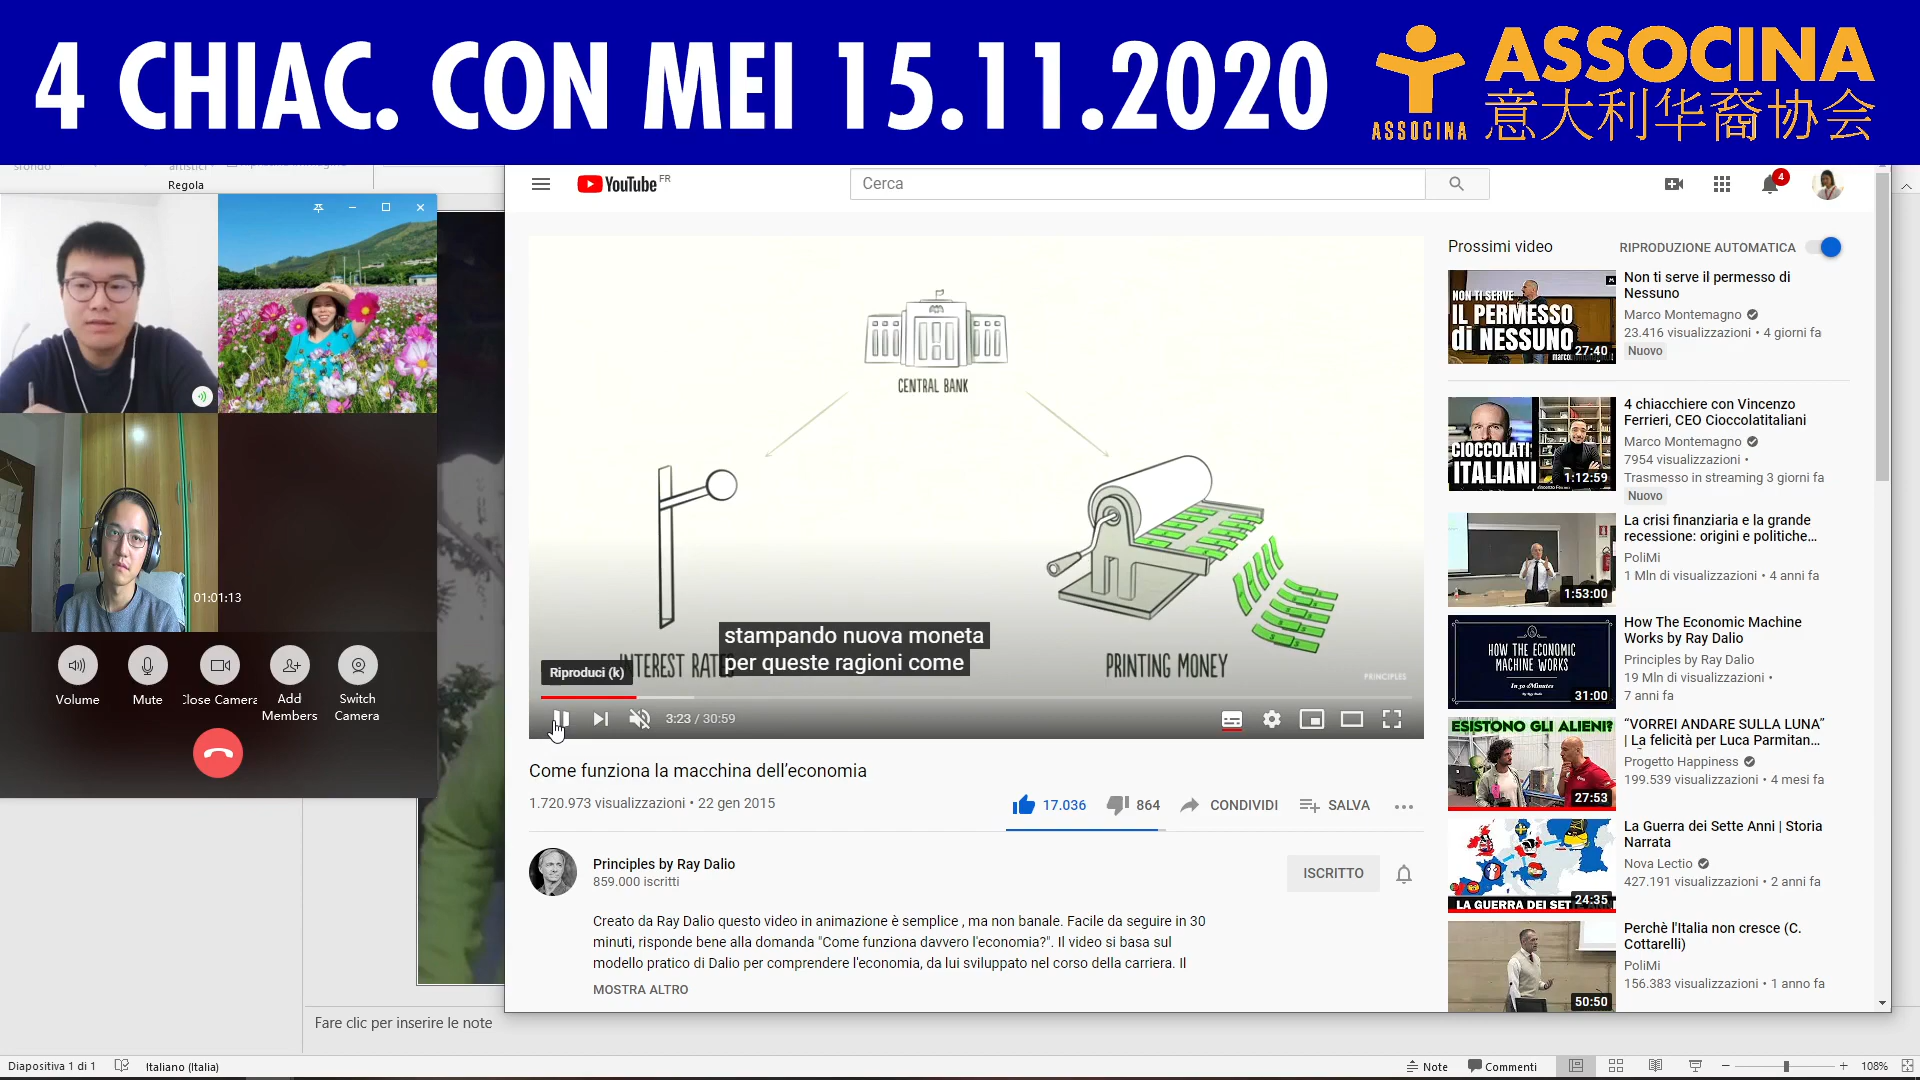 4 CHIAC. CON MEI 15.11.2020
ASSOCINA
ASSOCINA
意大利华裔协会
sfondo
artistici
Regola
YouTube FR
Cerca
4
01:01:13
Volume
Mute
Close Camera
Add
Members
Switch
Camera
CENTRAL BANK
INTEREST RATES
PRINTING MONEY
PRINCIPLES
stampando nuova moneta
per queste ragioni come
Riproduci (k)
3:23 / 30:59
Come funziona la macchina dell’economia
1.720.973 visualizzazioni • 22 gen 2015
17.036
864
CONDIVIDI
SALVA
Principles by Ray Dalio
859.000 iscritti
ISCRITTO
Creato da Ray Dalio questo video in animazione è semplice , ma non banale. Facile da seguire in 30
minuti, risponde bene alla domanda "Come funziona davvero l'economia?". Il video si basa sul
modello pratico di Dalio per comprendere l'economia, da lui sviluppato nel corso della carriera. Il
MOSTRA ALTRO
Prossimi video
RIPRODUZIONE AUTOMATICA
NON TI SERVE
IL PERMESSO
di NESSUNO
27:40
Non ti serve il permesso di
Nessuno
Marco Montemagno
23.416 visualizzazioni • 4 giorni fa
Nuovo
CIOCCOLATI
ITALIANI
1:12:59
4 chiacchiere con Vincenzo
Ferrieri, CEO Cioccolatitaliani
Marco Montemagno
7954 visualizzazioni •
Trasmesso in streaming 3 giorni fa
Nuovo
1:53:00
La crisi finanziaria e la grande
recessione: origini e politiche...
PoliMi
1 Mln di visualizzazioni • 4 anni fa
HOW THE ECONOMIC
MACHINE WORKS
In 30 Minutes
31:00
How The Economic Machine
Works by Ray Dalio
Principles by Ray Dalio
19 Mln di visualizzazioni •
7 anni fa
ESISTONO GLI ALIENI?
27:53
“VORREI ANDARE SULLA LUNA”
| La felicità per Luca Parmitan...
Progetto Happiness
199.539 visualizzazioni • 4 mesi fa
LA GUERRA DEI SET
24:35
La Guerra dei Sette Anni | Storia
Narrata
Nova Lectio
427.191 visualizzazioni • 2 anni fa
50:50
Perchè l'Italia non cresce (C.
Cottarelli)
PoliMi
156.383 visualizzazioni • 1 anno fa
Fare clic per inserire le note
Diapositiva 1 di 1
Italiano (Italia)
Note
Commenti
108%